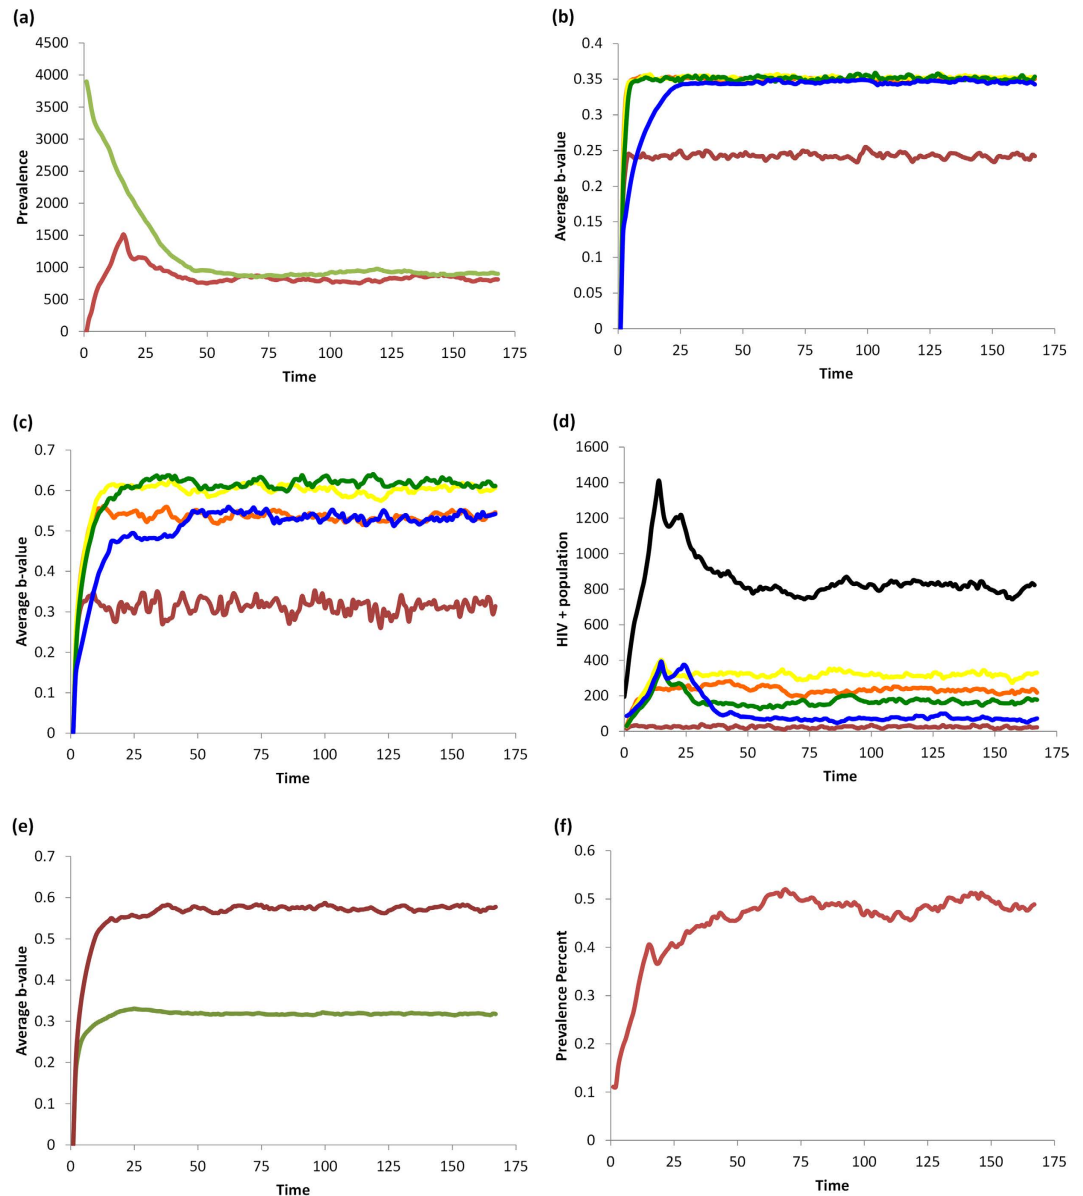 (a)
4500
4000
3500
3000
2500
2000
1500
1000
500
0
Prevalence
0 25 50 75 100 125 150 175
Time
(b)
0.4
0.35
0.3
0.25
0.2
0.15
0.1
0.05
0
Average b-value
0 25 50 75 100 125 150 175
Time
(c)
0.7
0.6
0.5
0.4
0.3
0.2
0.1
0
Average b-value
0 25 50 75 100 125 150 175
Time
(d)
1600
1400
1200
1000
800
600
400
200
0
HIV + population
0 25 50 75 100 125 150 175
Time
(e)
0.7
0.6
0.5
0.4
0.3
0.2
0.1
0
Average b-value
0 25 50 75 100 125 150 175
Time
(f)
0.6
0.5
0.4
0.3
0.2
0.1
0
Prevalence Percent
0 25 50 75 100 125 150 175
Time